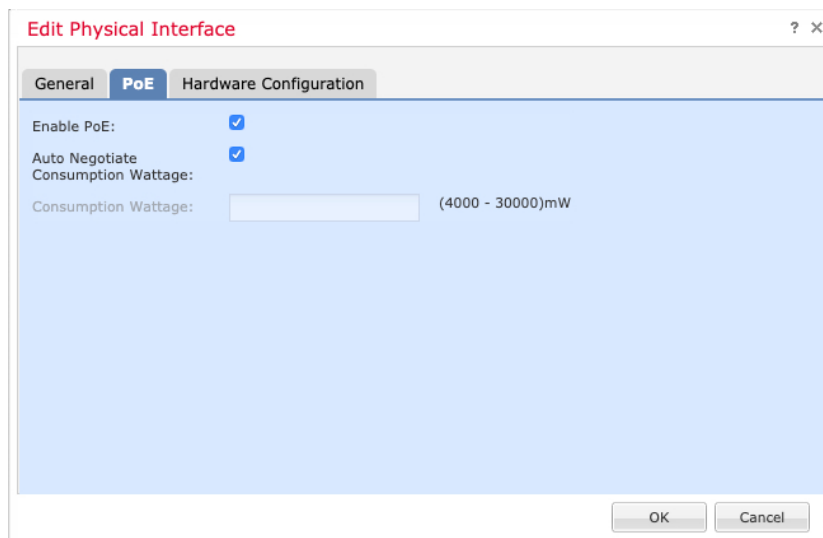 Edit Physical Interface
? ×
General PoE Hardware Configuration
Enable PoE:
Auto Negotiate
Consumption Wattage:
Consumption Wattage: (4000 - 30000)mW
OK Cancel